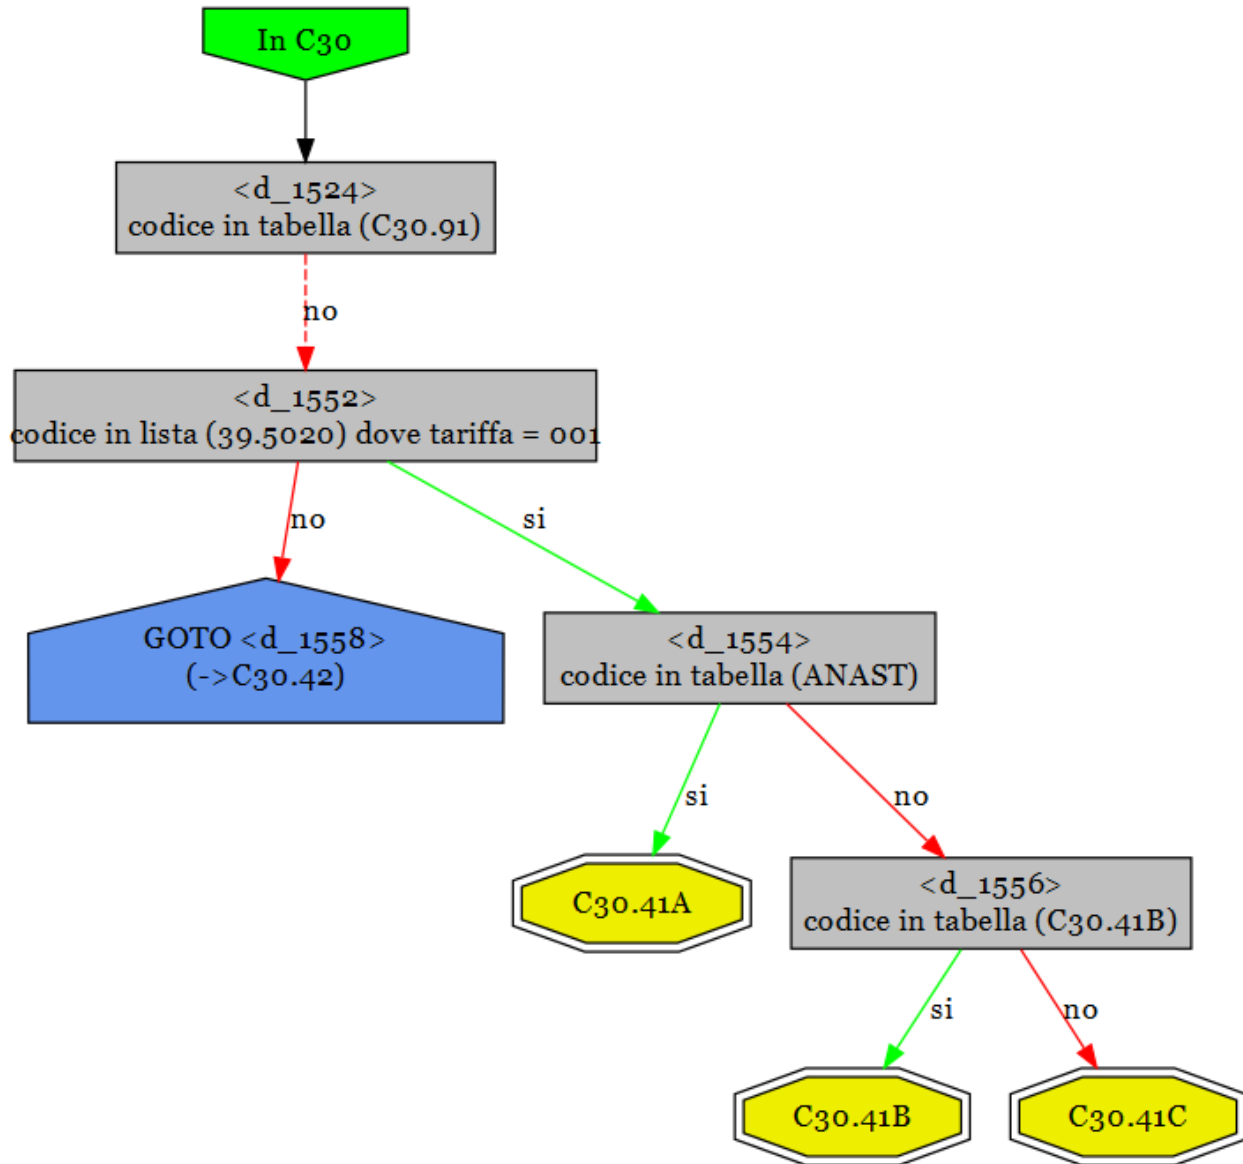 In C30
<d_1524>
codice in tabella (C30.91)
no
<d_1552>
codice in lista (39.5020) dove tariffa = 001
no
si
GOTO <d_1558>
(->C30.42)
<d_1554>
codice in tabella (ANAST)
si
no
C30.41A
<d_1556>
codice in tabella (C30.41B)
si
no
C30.41B
C30.41C